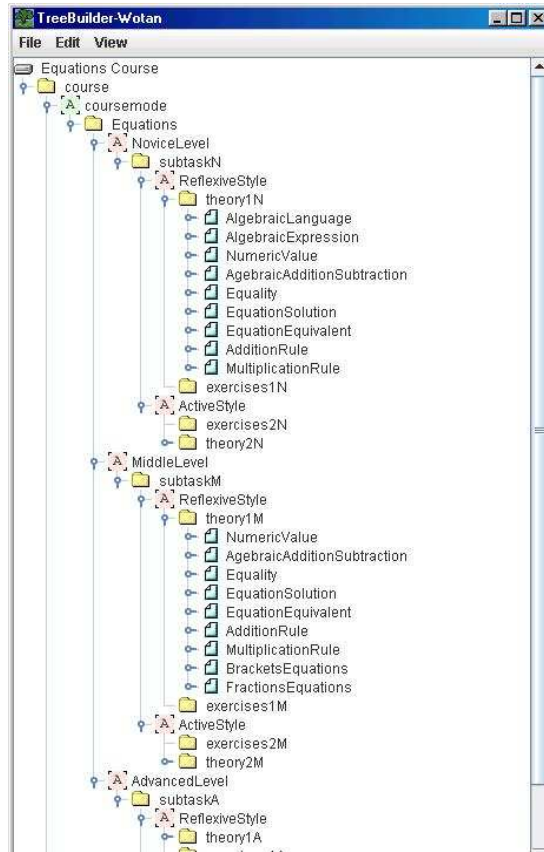 TreeBuilder-Wotan
File Edit View
Equations Course
course
A coursemode
Equations
A NoviceLevel
subtaskN
A ReflexiveStyle
theory1N
AlgebraicLanguage
AlgebraicExpression
NumericValue
AgebraicAdditionSubtraction
Equality
EquationSolution
EquationEquivalent
AdditionRule
MultiplicationRule
exercises1N
A ActiveStyle
exercises2N
theory2N
A MiddleLevel
subtaskM
A ReflexiveStyle
theory1M
NumericValue
AgebraicAdditionSubtraction
Equality
EquationSolution
EquationEquivalent
AdditionRule
MultiplicationRule
BracketsEquations
FractionsEquations
exercises1M
A ActiveStyle
exercises2M
theory2M
A AdvancedLevel
subtaskA
A ReflexiveStyle
theory1A